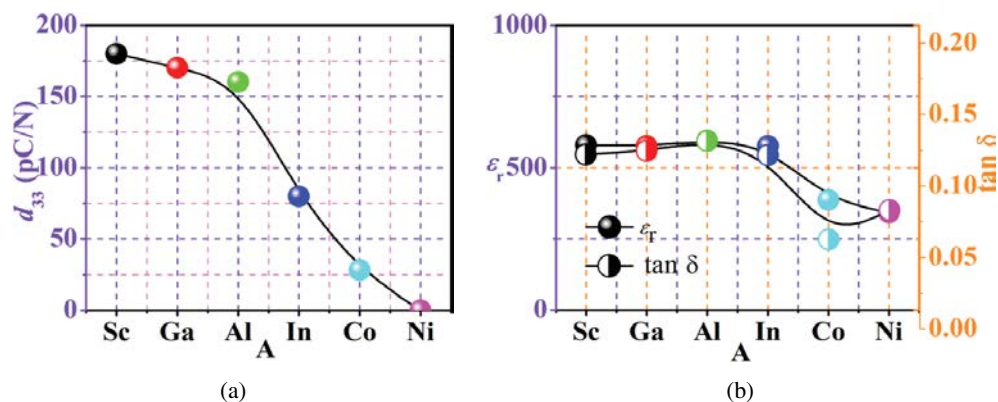 200
150
100
50
0
d₃₃ (pC/N)
Sc Ga Al In Co Ni
A
(a)
1000
500
0
εᵣ
εᵣ
tan δ
0.20
0.15
0.10
0.05
0.00
tan δ
Sc Ga Al In Co Ni
A
(b)